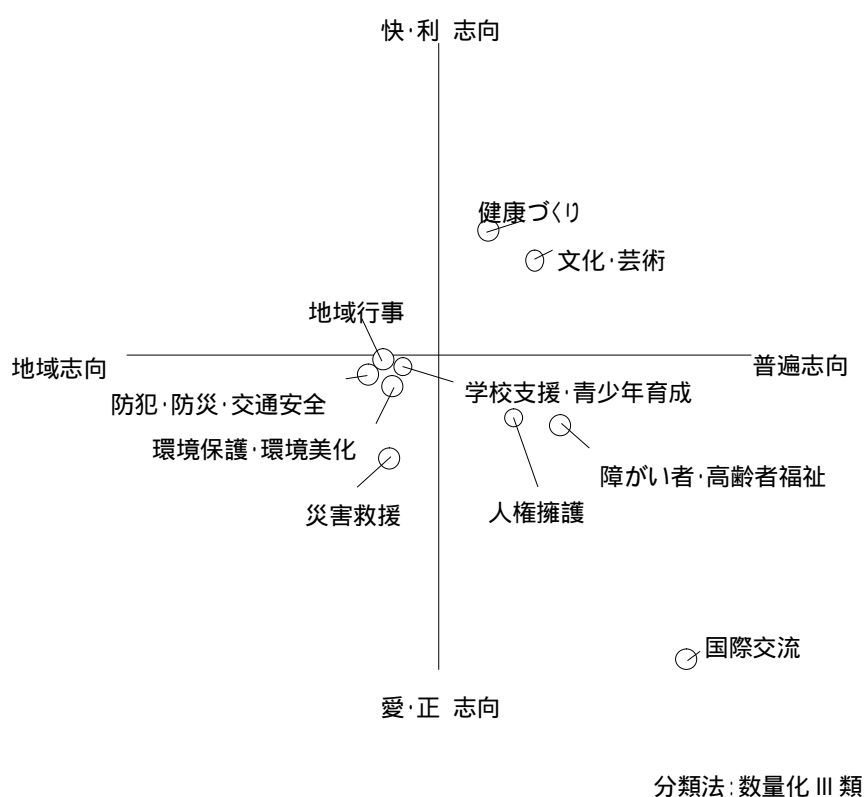 快･利 志向
健康づくり
文化･芸術
地域行事
地域志向
普遍志向
学校支援･青少年育成
防犯･防災･交通安全
環境保護･環境美化
障がい者･高齢者福祉
災害救援
人権擁護
国際交流
愛･正 志向
分類法:数量化 III 類